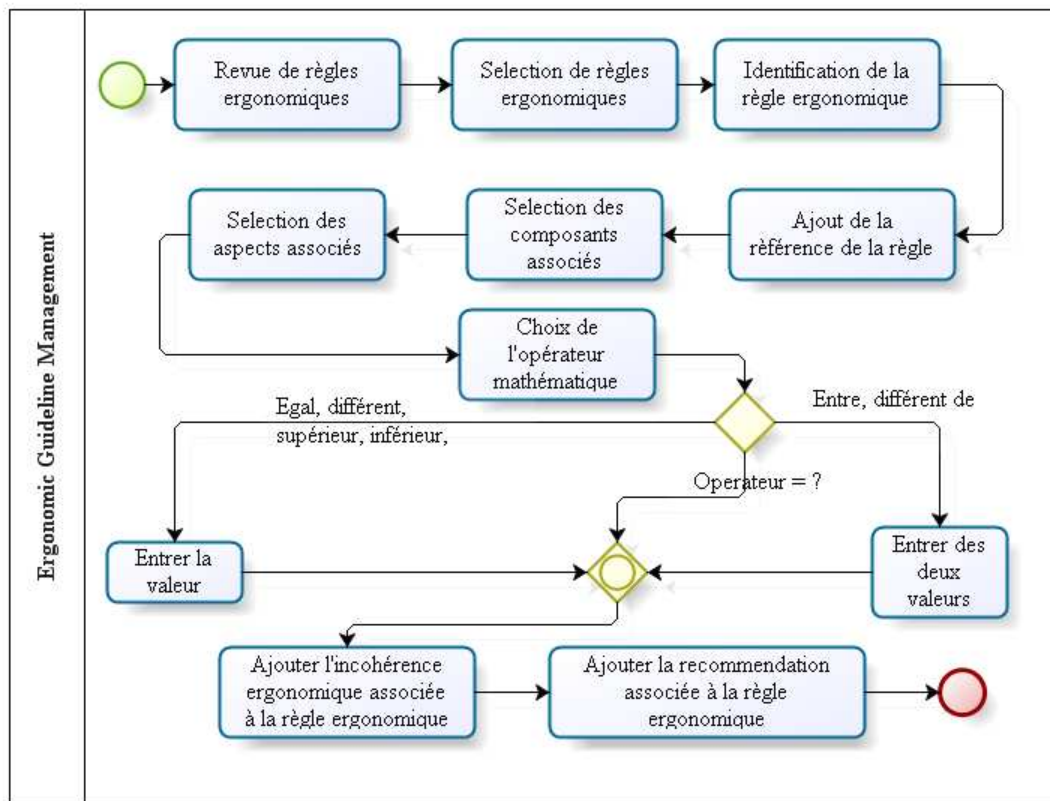 Ergonomic Guideline Management
Revue de règles
ergonomiques
Selection de règles
ergonomiques
Identification de la
règle ergonomique
Ajout de la
rèférence de la règle
Selection des
composants
associés
Selection des
aspects associés
Choix de
l'opérateur
mathématique
Egal, différent,
supérieur, inférieur,
Entre, différent de
Operateur = ?
Entrer la
valeur
Entrer des
deux
valeurs
Ajouter l'incohérence
ergonomique associée
à la règle ergonomique
Ajouter la recommendation
associée à la règle
ergonomique